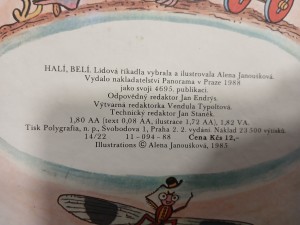 HALÍ, BELÍ. Lidová říkadla vybrala a ilustrovala Alena Janoušková.
Vydalo nakladatelství Panorama v Praze 1988
jako svoji 4695. publikaci.
Odpovědný redaktor Jan Endrys.
Výtvarná redaktorka Vendula Typoltová.
Technický redaktor Jan Staněk.
1,80 AA (text 0,08 AA, ilustrace 1,72 AA), 1,82 VA.
Tisk Polygrafia, n. p., Svobodova 1, Praha 2. 2. vydání. Náklad 23 500 výtisků.
14/22 11-094-88 Cena Kčs 12,-
Illustrations © Alena Janoušková, 1985